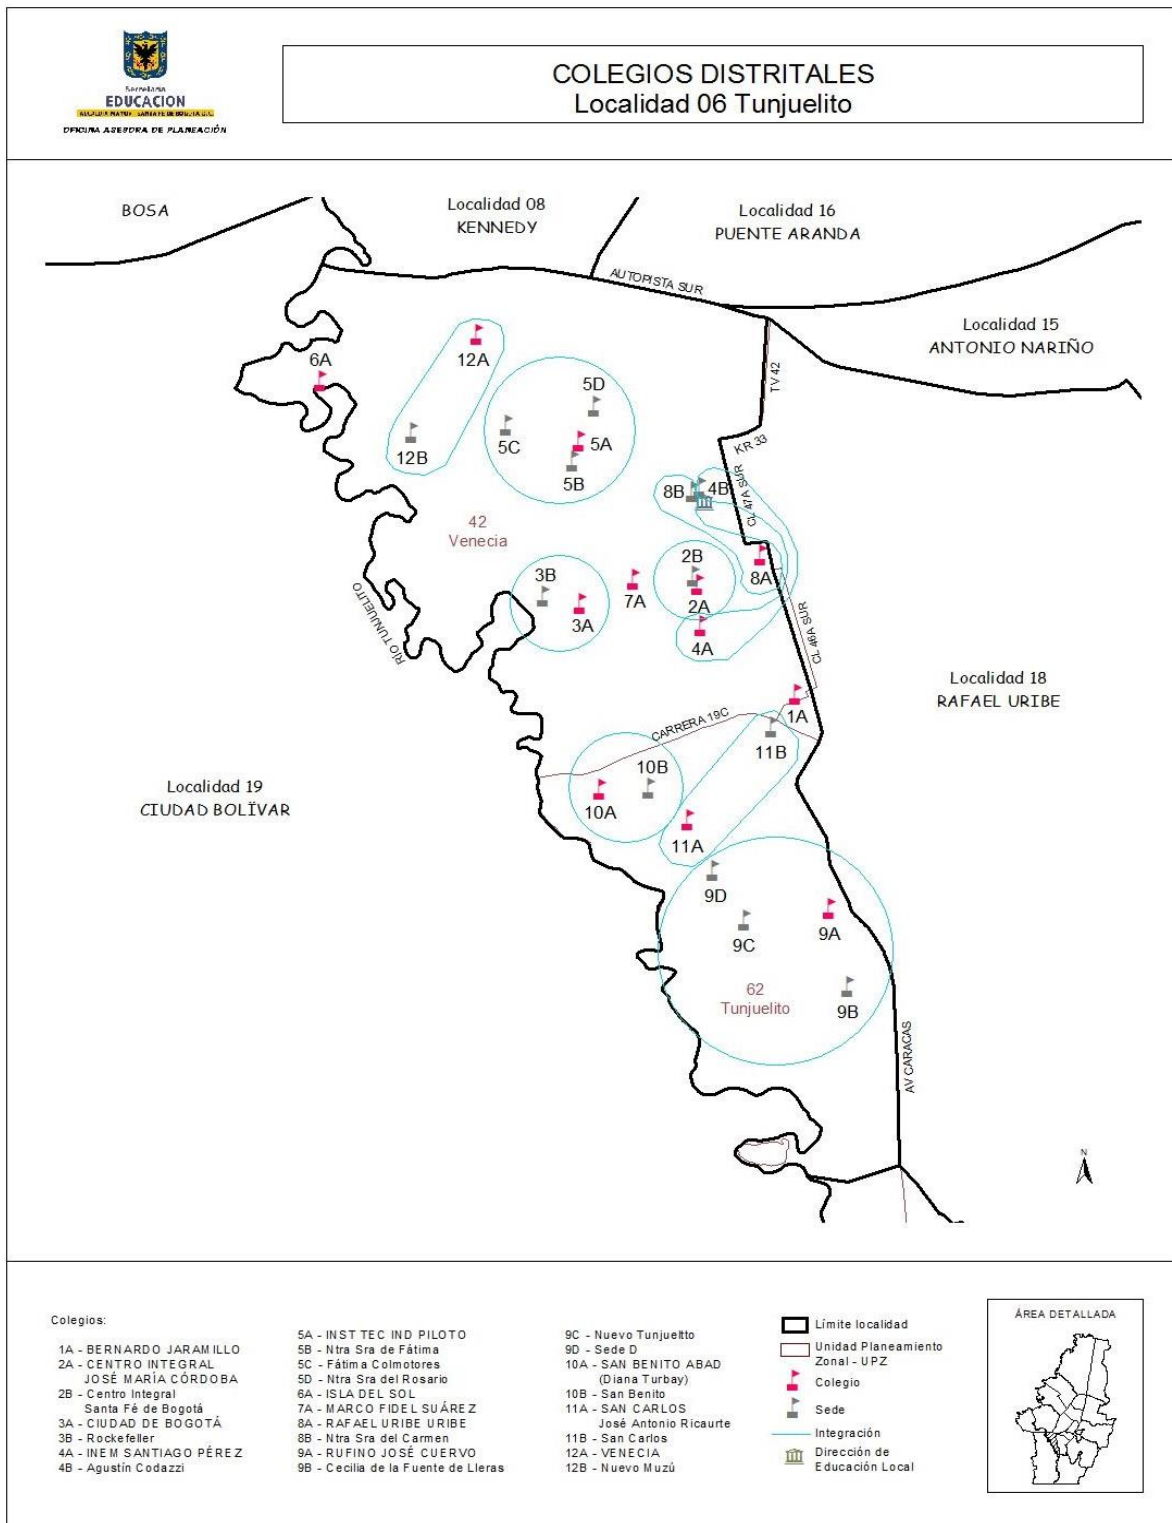 Secretaría
EDUCACION
ALCALDIA MAYOR SANTA FE DE BOGOTA D.C.
OFICINA ASESORA DE PLANEACIÓN
COLEGIOS DISTRITALES
Localidad 06 Tunjuelito
BOSA
Localidad 08
KENNEDY
Localidad 16
PUENTE ARANDA
AUTOPISTA SUR
Localidad 15
ANTONIO NARIÑO
TV 42
6A
12A
5D
KR 33
12B
5C
5A
5B
8B
4B
CL 47A SUR
42
Venecia
2B
8A
3B
7A
2A
3A
RÍO TUNJUELITO
4A
CL 46A SUR
Localidad 18
RAFAEL URIBE
1A
CARRERA 19C
11B
10B
Localidad 19
CIUDAD BOLÏVAR
10A
11A
9D
9A
9C
62
Tunjuelito
9B
AV CARACAS
N
Colegios:
1A - BERNARDO JARAMILLO
2A - CENTRO INTEGRAL
JOSÉ MARÍA CÓRDOBA
2B - Centro Integral
Santa Fé de Bogotá
3A - CIUDAD DE BOGOTÁ
3B - Rockefeller
4A - INEM SANTIAGO PÉREZ
4B - Agustín Codazzi
5A - INST TEC IND PILOTO
5B - Ntra Sra de Fátima
5C - Fátima Colmotores
5D - Ntra Sra del Rosario
6A - ISLA DEL SOL
7A - MARCO FIDEL SUÁREZ
8A - RAFAEL URIBE URIBE
8B - Ntra Sra del Carmen
9A - RUFINO JOSÉ CUERVO
9B - Cecilia de la Fuente de Lleras
9C - Nuevo Tunjueltto
9D - Sede D
10A - SAN BENITO ABAD
(Diana Turbay)
10B - San Benito
11A - SAN CARLOS
José Antonio Ricaurte
11B - San Carlos
12A - VENECIA
12B - Nuevo Muzú
Límite localidad
Unidad Planeamiento
Zonal - UPZ
Colegio
Sede
Integración
Dirección de
Educación Local
ÁREA DETALLADA